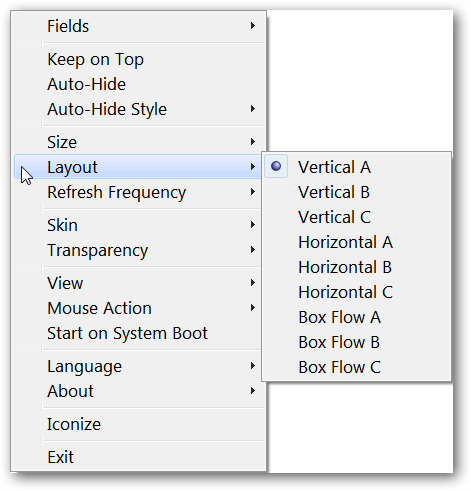 Fields
Keep on Top
Auto-Hide
Auto-Hide Style
Size
Layout
Refresh Frequency
Skin
Transparency
View
Mouse Action
Start on System Boot
Language
About
Iconize
Exit
Vertical A
Vertical B
Vertical C
Horizontal A
Horizontal B
Horizontal C
Box Flow A
Box Flow B
Box Flow C